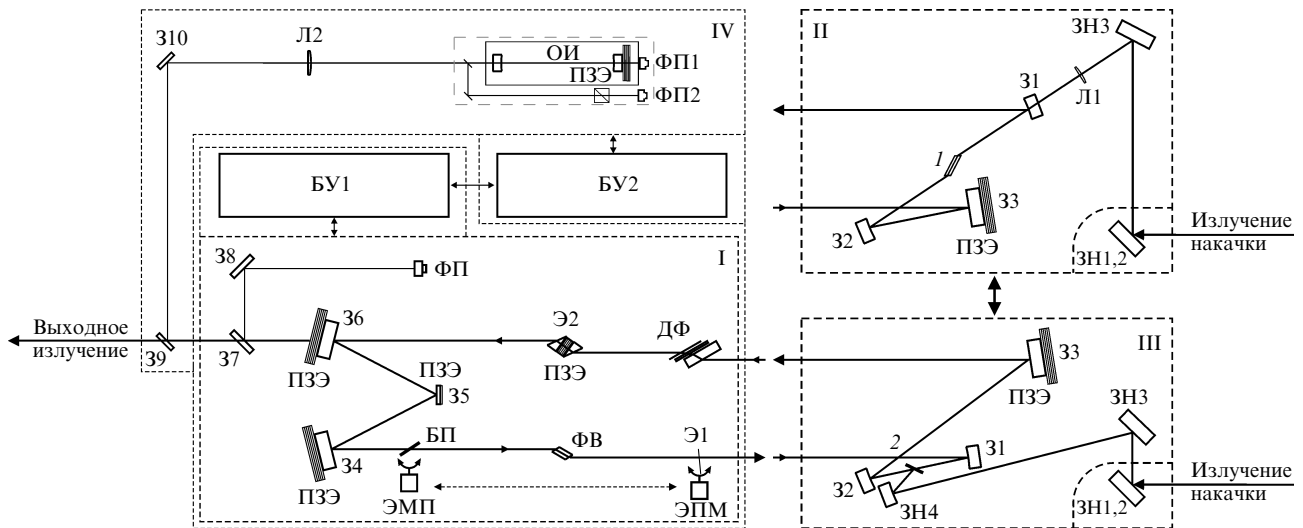 IV
З10
Л2
ОИ
ПЗЭ
ФП1
ФП2
БУ1
БУ2
I
З8
ФП
Выходное
излучение
З9
З7
З6
ПЗЭ
ПЗЭ
З5
Э2
ПЗЭ
ДФ
З4
ПЗЭ
БП
ЭМП
ФВ
Э1
ЭПМ
II
ЗН3
Л1
З1
1
З2
З3
ПЗЭ
ЗН1,2
Излучение
накачки
III
З3
ПЗЭ
ЗН3
2
З1
З2
ЗН4
ЗН1,2
Излучение
накачки